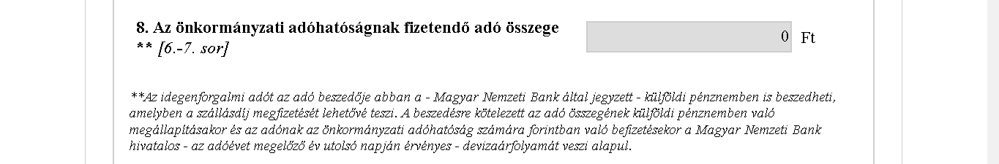 8. Az önkormányzati adóhatóságnak fizetendő adó összege
** [6.-7. sor]
0 Ft
**Az idegenforgalmi adót az adó beszedője abban a - Magyar Nemzeti Bank által jegyzett - külföldi pénznemben is beszedheti,
amelyben a szállásdíj megfizetését lehetővé teszi. A beszedésre kötelezett az adó összegének külföldi pénznemben való
megállapításakor és az adónak az önkormányzati adóhatóság számára forintban való befizetésekor a Magyar Nemzeti Bank
hivatalos - az adóévet megelőző év utolsó napján érvényes - devizaárfolyamát veszi alapul.